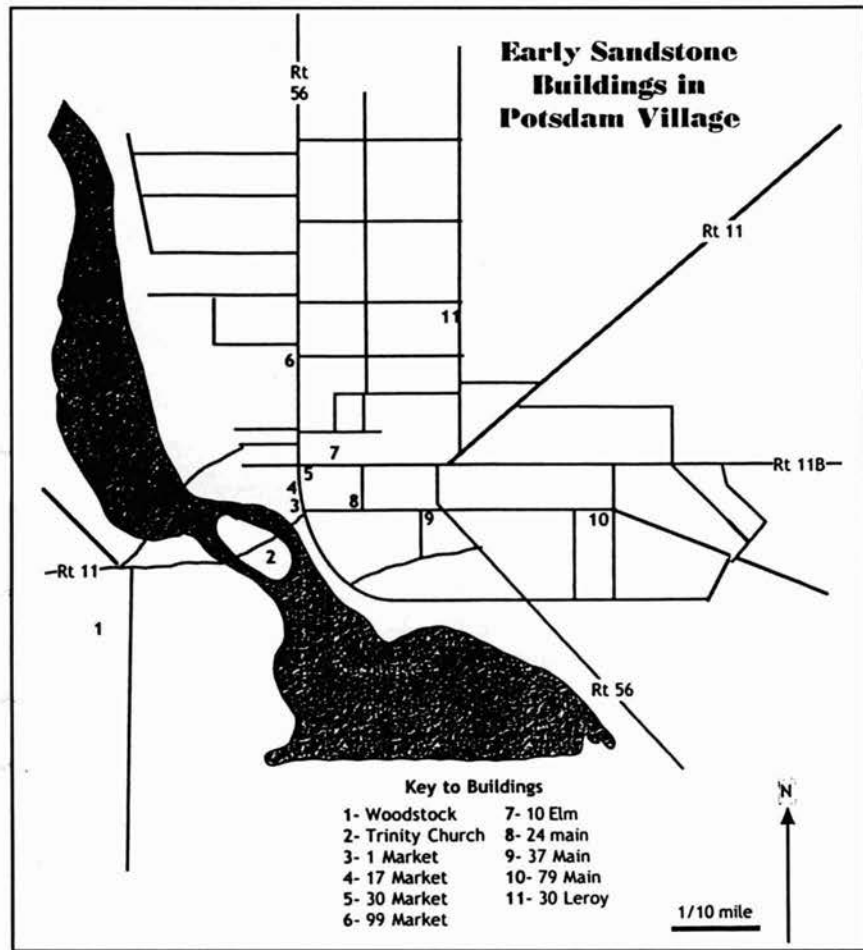 Early Sandstone
Buildings in
Potsdam Village
Rt
56
Rt 11
11
6
7
5
Rt 11B
4
3
8
9
10
2
Rt 11
1
Rt 56
Key to Buildings
1- Woodstock
2- Trinity Church
3- 1 Market
4- 17 Market
5- 30 Market
6- 99 Market
7- 10 Elm
8- 24 main
9- 37 Main
10- 79 Main
11- 30 Leroy
N
1/10 mile